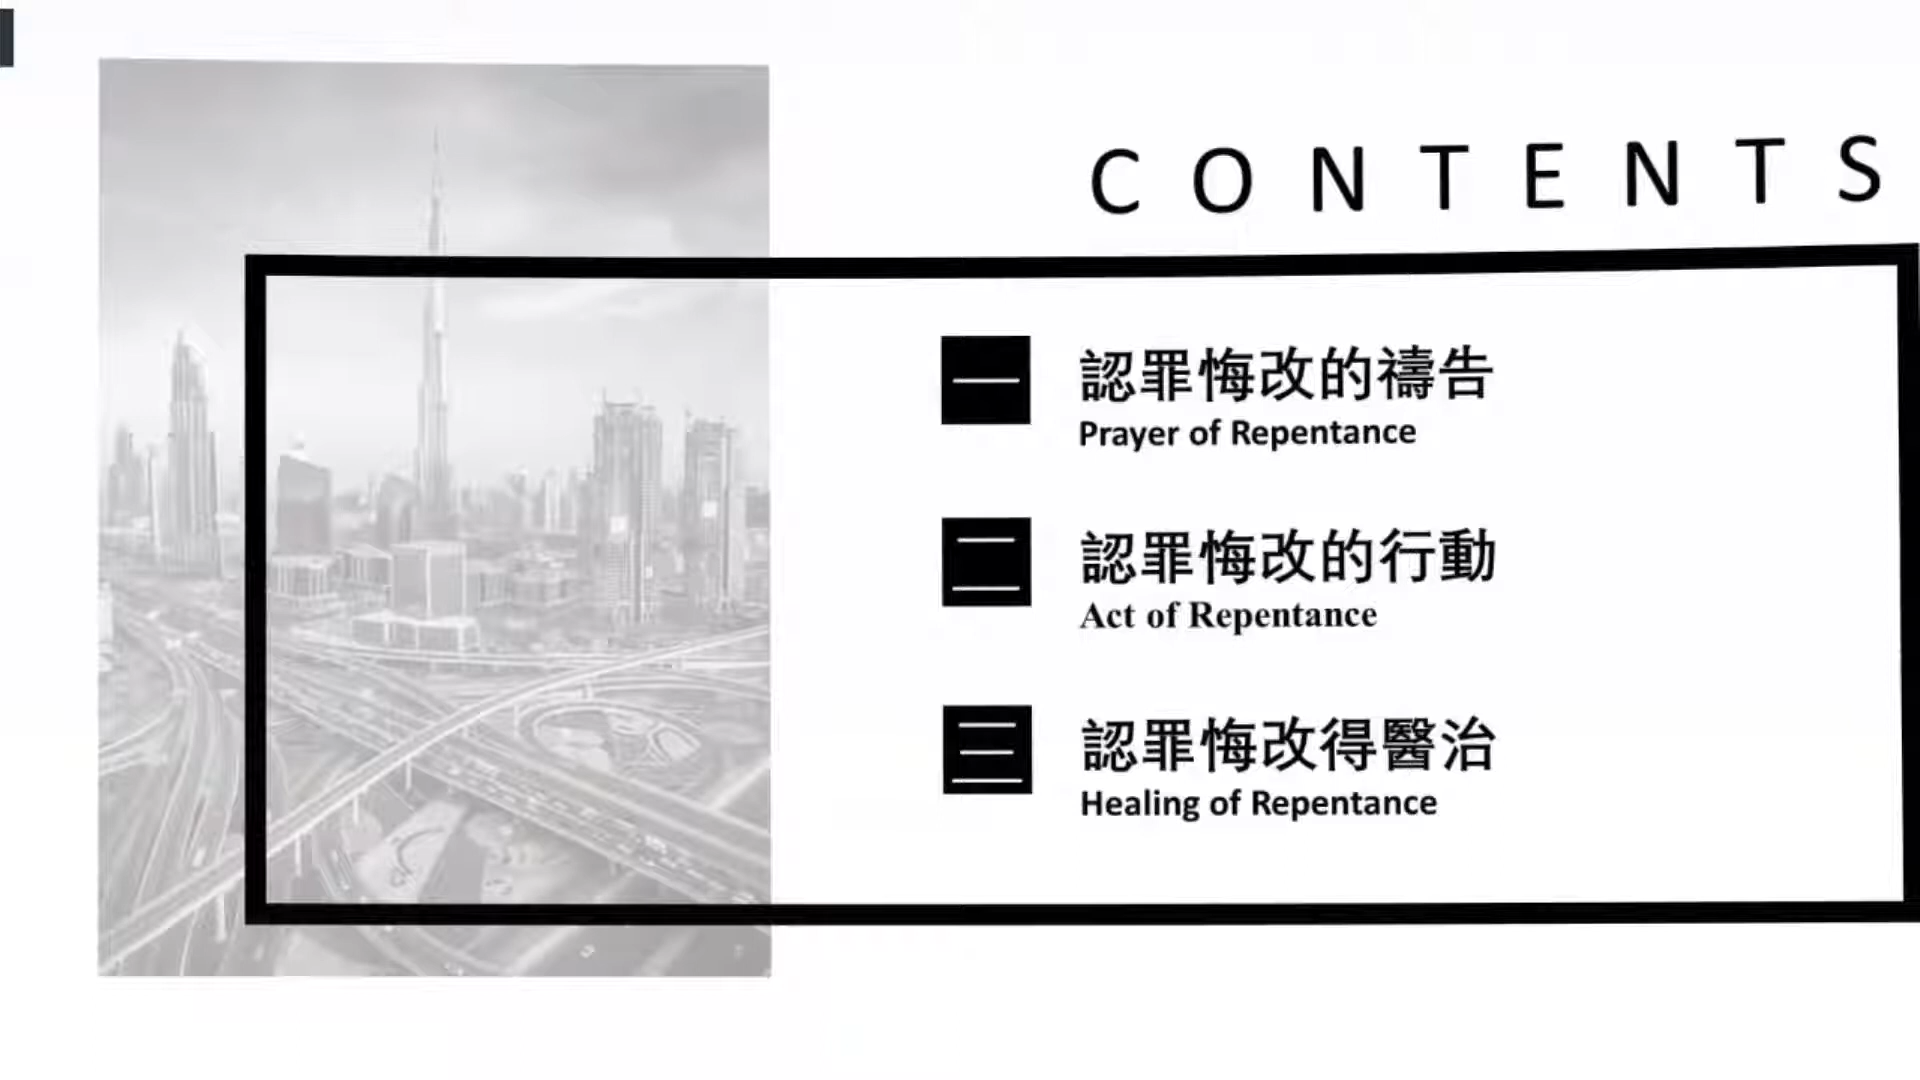 CONTENTS
一
認罪悔改的禱告
Prayer of Repentance
二
認罪悔改的行動
Act of Repentance
三
認罪悔改得醫治
Healing of Repentance